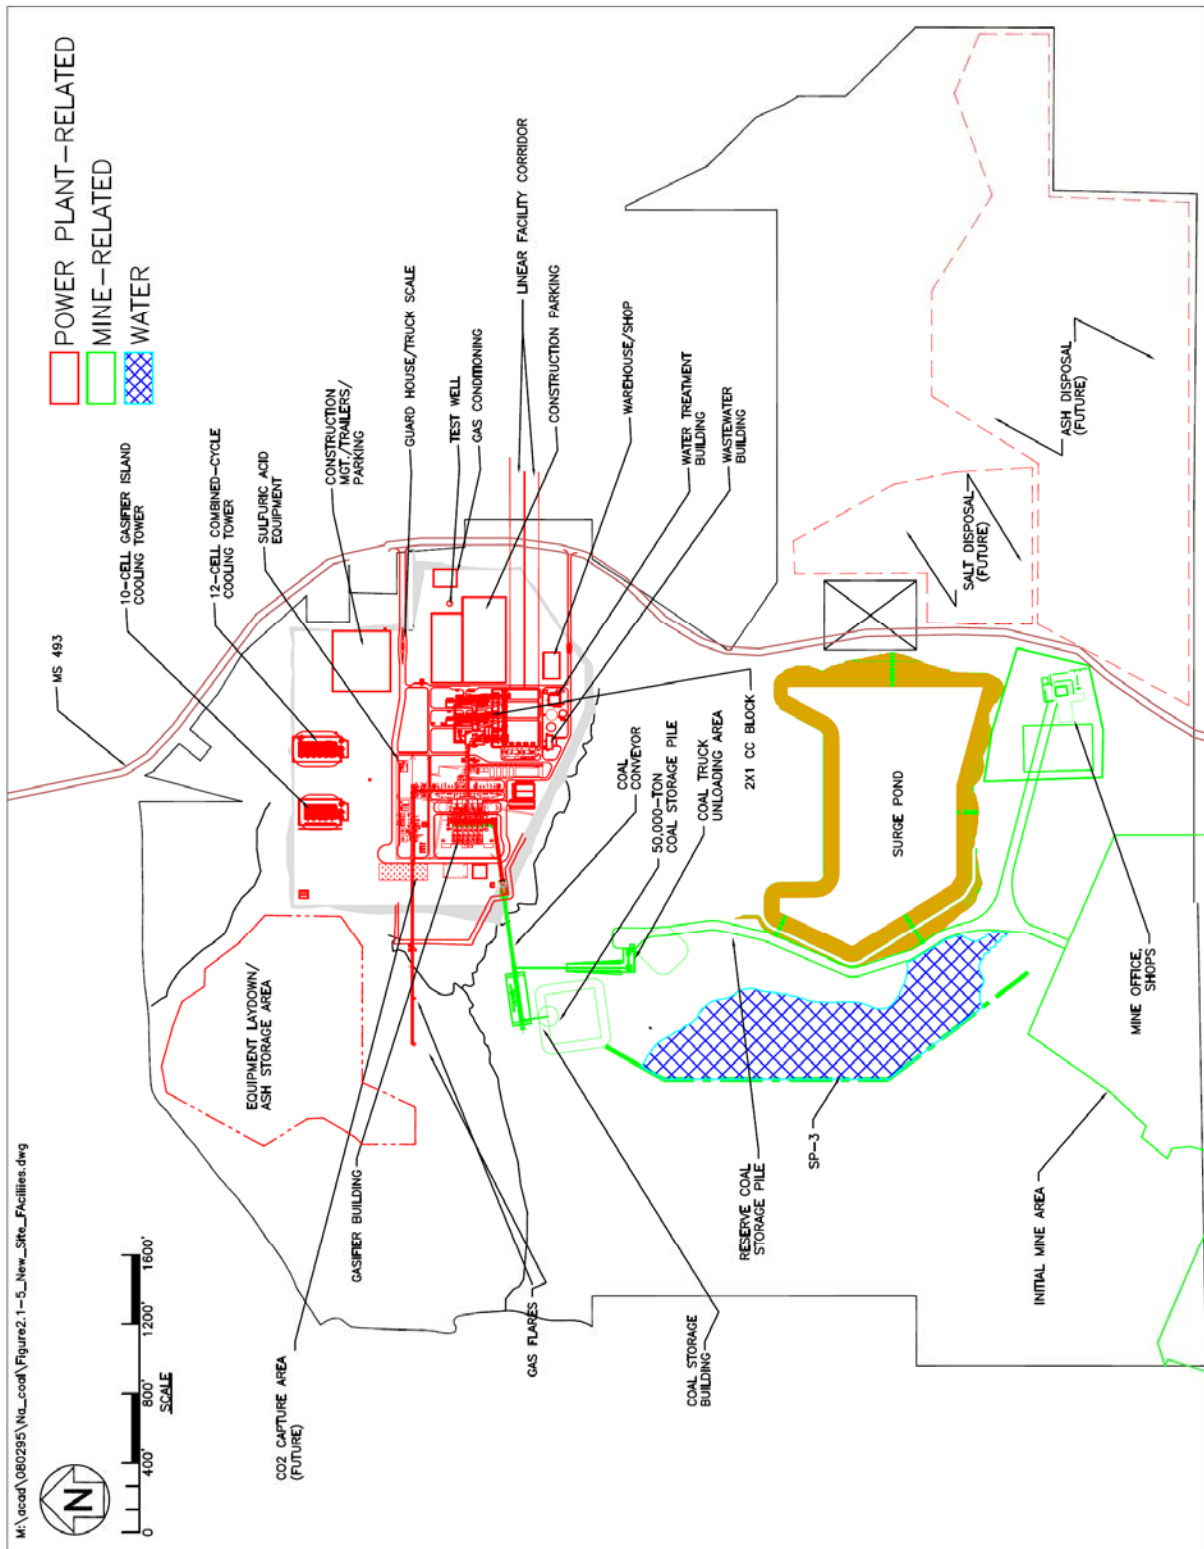 M:\acad\080295\Na_coal\Figure2.1-5_New_Site_FAciliies.dwg
N
0
400'
800'
1200'
1600'
SCALE
POWER PLANT-RELATED
MINE-RELATED
WATER
MS 493
10-CELL GASIFIER ISLAND
COOLING TOWER
12-CELL COMBINED-CYCLE
COOLING TOWER
SULFURIC ACID
EQUIPMENT
CONSTRUCTION
MGT./TRAILERS/
PARKING
GUARD HOUSE/TRUCK SCALE
TEST WELL
GAS CONDITIONING
LINEAR FACILITY CORRIDOR
CONSTRUCTION PARKING
WAREHOUSE/SHOP
WATER TREATMENT
BUILDING
WASTEWATER
BUILDING
EQUIPMENT LAYDOWN/
ASH STORAGE AREA
GASIFIER BUILDING
CO2 CAPTURE AREA
(FUTURE)
GAS FLARES
COAL STORAGE
BUILDING
COAL
CONVEYOR
50,000-TON
COAL STORAGE PILE
COAL TRUCK
UNLOADING AREA
2X1 CC BLOCK
RESERVE COAL
STORAGE PILE
SP-3
SURGE POND
SALT DISPOSAL
(FUTURE)
ASH DISPOSAL
(FUTURE)
INITIAL MINE AREA
MINE OFFICE,
SHOPS